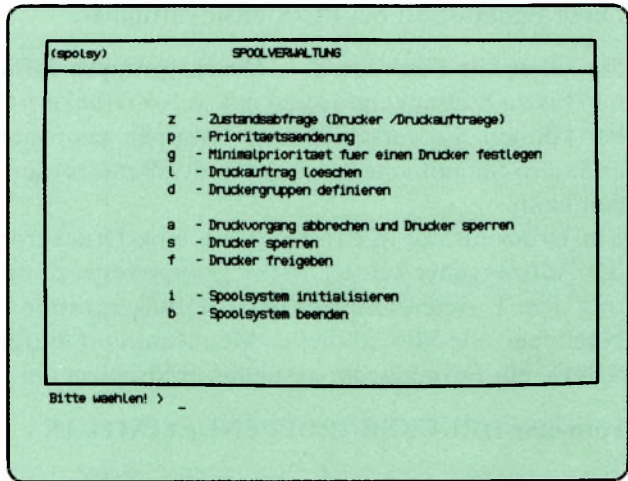 (spolsy) SPOOLVERWALTUNG
z - Zustandsabfrage (Drucker /Druckauftraege)
p - Prioritaetsaenderung
g - Minimalprioritaet fuer einen Drucker festlegen
l - Druckauftrag loeschen
d - Druckergruppen definieren
a - Druckvorgang abbrechen und Drucker sperren
s - Drucker sperren
f - Drucker freigeben
i - Spoolsystem initialisieren
b - Spoolsystem beenden
Bitte waehlen! > _